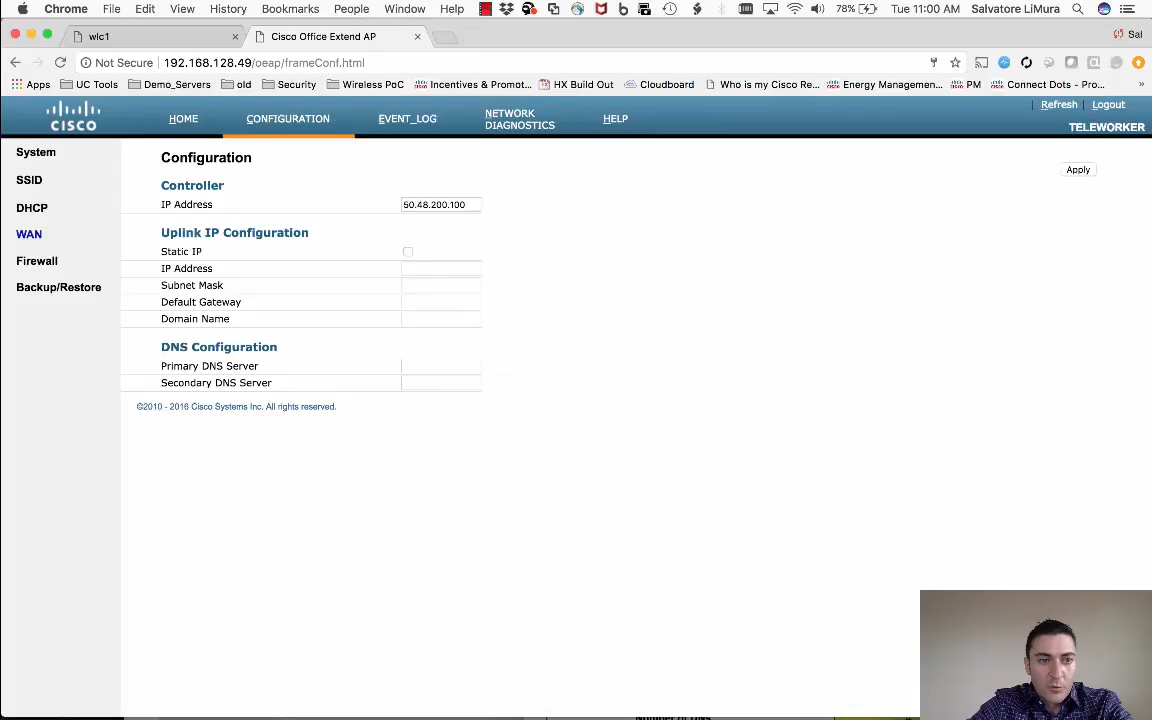 Chrome File Edit View History Bookmarks People Window Help 78% Tue 11:00 AM Salvatore LiMura
wlc1 Cisco Office Extend AP Sal
Not Secure 192.168.128.49/oeap/frameConf.html
Apps UC Tools Demo_Servers old Security Wireless PoC Incentives & Promot... HX Build Out Cloudboard Who is my Cisco Re... Energy Managemen... PM Connect Dots - Pro... »
Refresh | Logout
CISCO HOME CONFIGURATION EVENT_LOG NETWORK DIAGNOSTICS HELP
TELEWORKER
System
SSID
DHCP
WAN
Firewall
Backup/Restore
Configuration
Apply
Controller
IP Address 50.48.200.100
Uplink IP Configuration
Static IP
IP Address
Subnet Mask
Default Gateway
Domain Name
DNS Configuration
Primary DNS Server
Secondary DNS Server
©2010 - 2016 Cisco Systems Inc. All rights reserved.